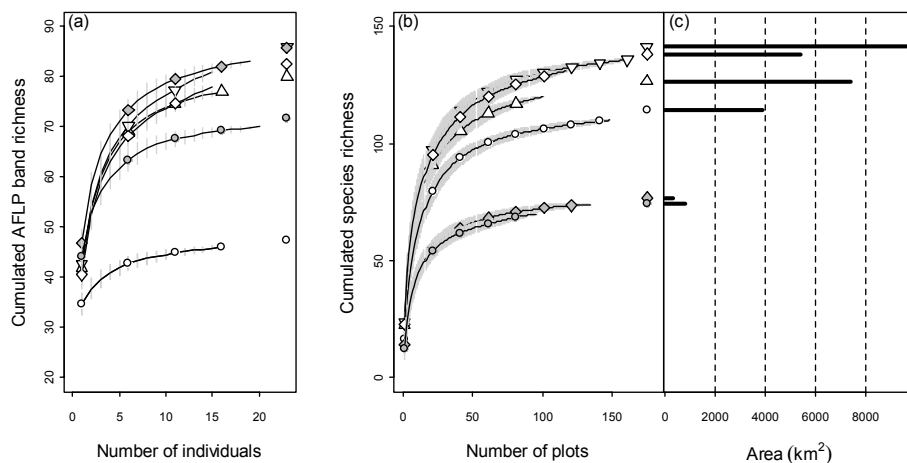 (a)
(b)
(c)
Cumulated AFLP band richness
90
80
70
60
50
40
30
20
0 5 10 15 20
Number of individuals
Cumulated species richness
150
100
50
0
0 50 100 150
Number of plots
0 2000 4000 6000 8000
Area (km²)